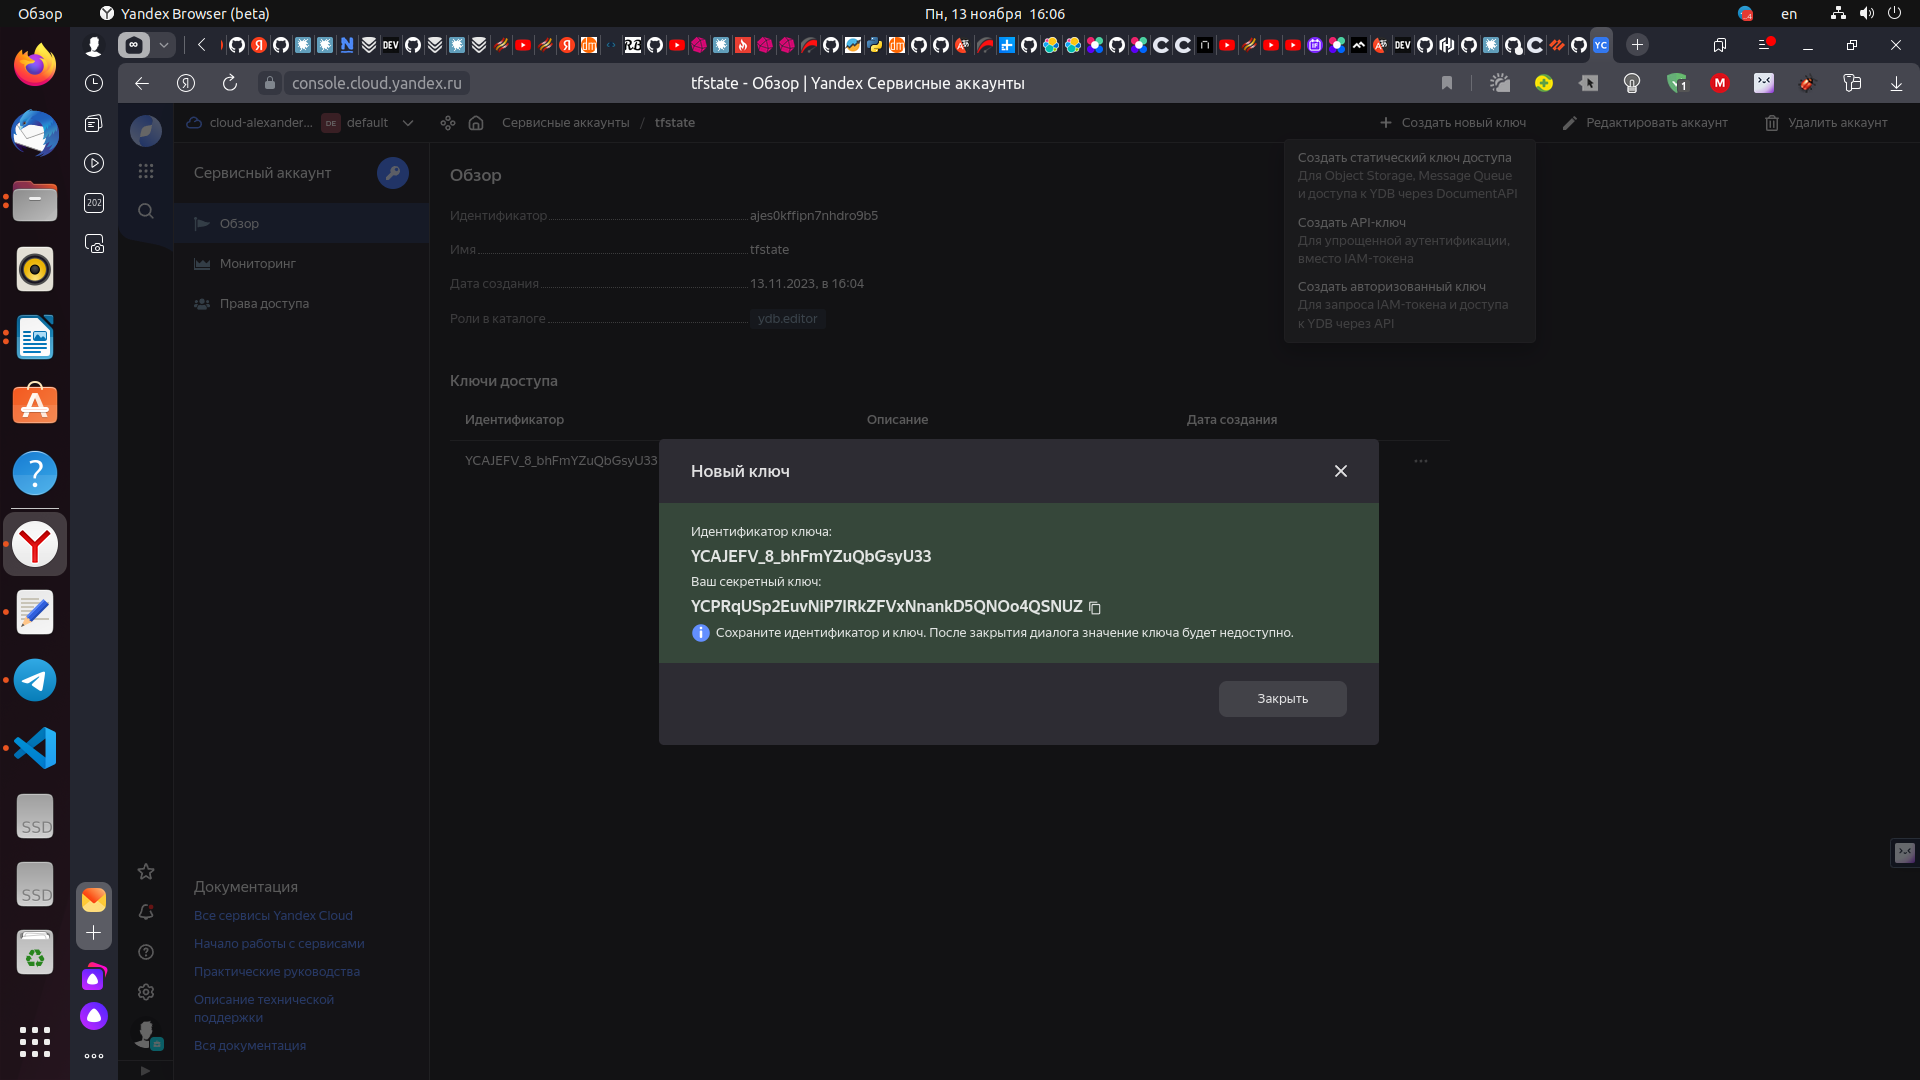 Обзор
Yandex Browser (beta)
Пн, 13 ноября  16:06
en
console.cloud.yandex.ru
tfstate - Обзор | Yandex Сервисные аккаунты
cloud-alexander...
DE
default
Сервисные аккаунты / tfstate
Создать новый ключ
Редактировать аккаунт
Удалить аккаунт
Сервисный аккаунт
Обзор
Мониторинг
Права доступа
Обзор
Идентификатор ajes0kffipn7nhdro9b5
Имя tfstate
Дата создания 13.11.2023, в 16:04
Роли в каталоге ydb.editor
Создать статический ключ доступа
Для Object Storage, Message Queue
и доступа к YDB через DocumentAPI
Создать API-ключ
Для упрощенной аутентификации,
вместо IAM-токена
Создать авторизованный ключ
Для запроса IAM-токена и доступа
к YDB через API
Ключи доступа
Идентификатор Описание Дата создания
YCAJEFV_8_bhFmYZuQbGsyU33
Новый ключ
Идентификатор ключа:
YCAJEFV_8_bhFmYZuQbGsyU33
Ваш секретный ключ:
YCPRqUSp2EuvNiP7IRkZFVxNnankD5QNOo4QSNUZ
Сохраните идентификатор и ключ. После закрытия диалога значение ключа будет недоступно.
Закрыть
Документация
Все сервисы Yandex Cloud
Начало работы с сервисами
Практические руководства
Описание технической
поддержки
Вся документация
202
SSD
SSD